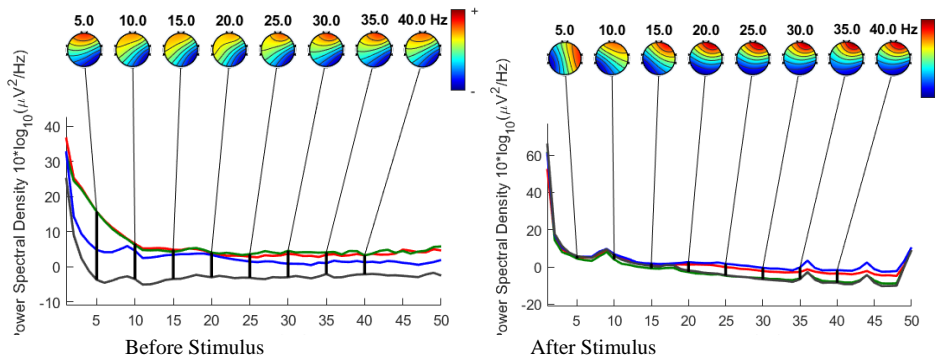 5.0 10.0 15.0 20.0 25.0 30.0 35.0 40.0 Hz
+
-
ower Spectral Density 10*log10(μV2/Hz)
40
30
20
10
0
-10
5 10 15 20 25 30 35 40 45 50
Before Stimulus
5.0 10.0 15.0 20.0 25.0 30.0 35.0 40.0 Hz
ower Spectral Density 10*log10(μV2/Hz)
60
40
20
0
-20
5 10 15 20 25 30 35 40 45 50
After Stimulus